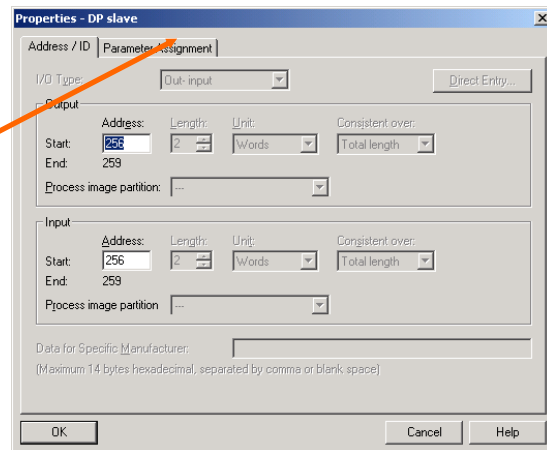 Properties - DP slave
Address / ID Parameter Assignment
I/O Type: Out- input Direct Entry...
Output
Address: Length: Unit: Consistent over:
Start: 256 2 Words Total length
End: 259
Process image partition: ---
Input
Address: Length: Unit: Consistent over:
Start: 256 2 Words Total length
End: 259
Process image partition ---
Data for Specific Manufacturer:
(Maximum 14 bytes hexadecimal, separated by comma or blank space)
OK Cancel Help